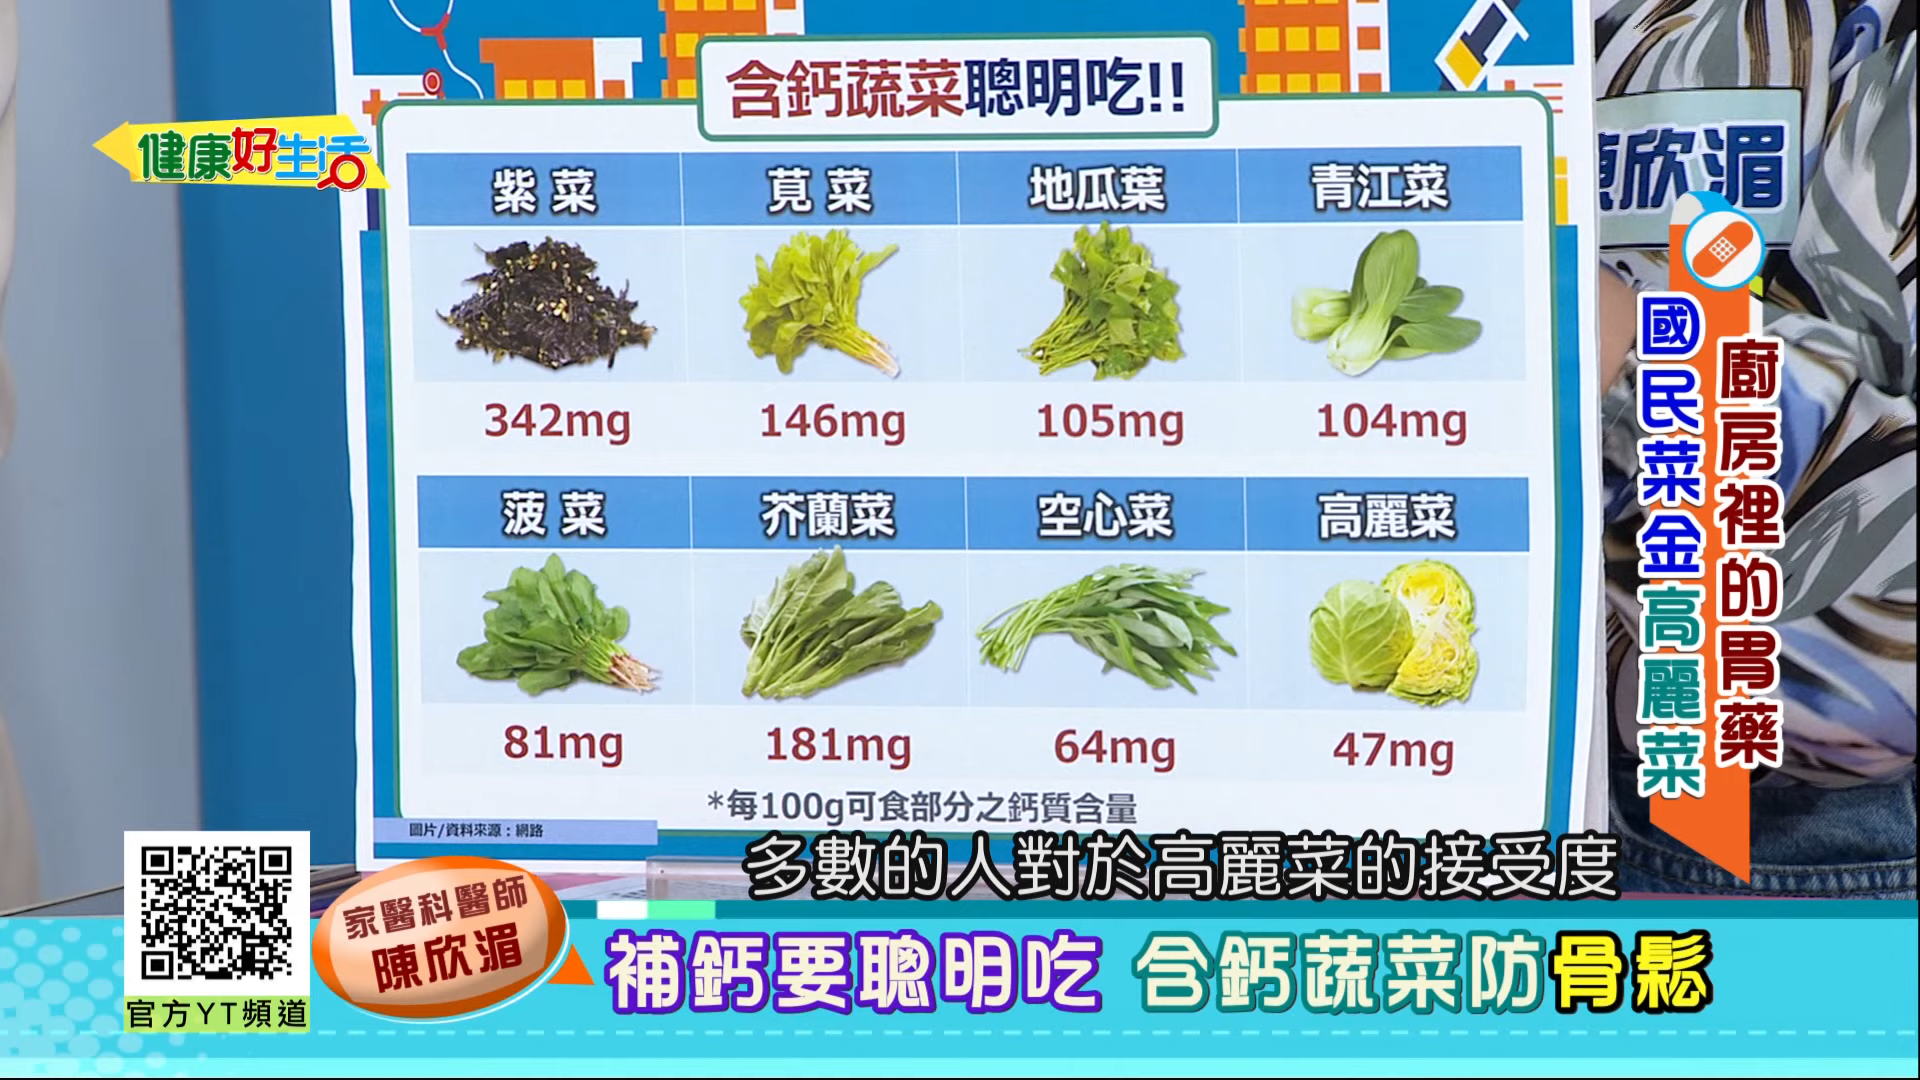 含鈣蔬菜聰明吃!!
健康好生活
紫菜
莧菜
地瓜葉
青江菜
342mg
146mg
105mg
104mg
菠菜
芥蘭菜
空心菜
高麗菜
81mg
181mg
64mg
47mg
*每100g可食部分之鈣質含量
圖片/資料來源：網路
欣湄
廚房裡的胃藥
國民菜金高麗菜
多數的人對於高麗菜的接受度
家醫科醫師
陳欣湄
補鈣要聰明吃 含鈣蔬菜防骨鬆
官方YT頻道